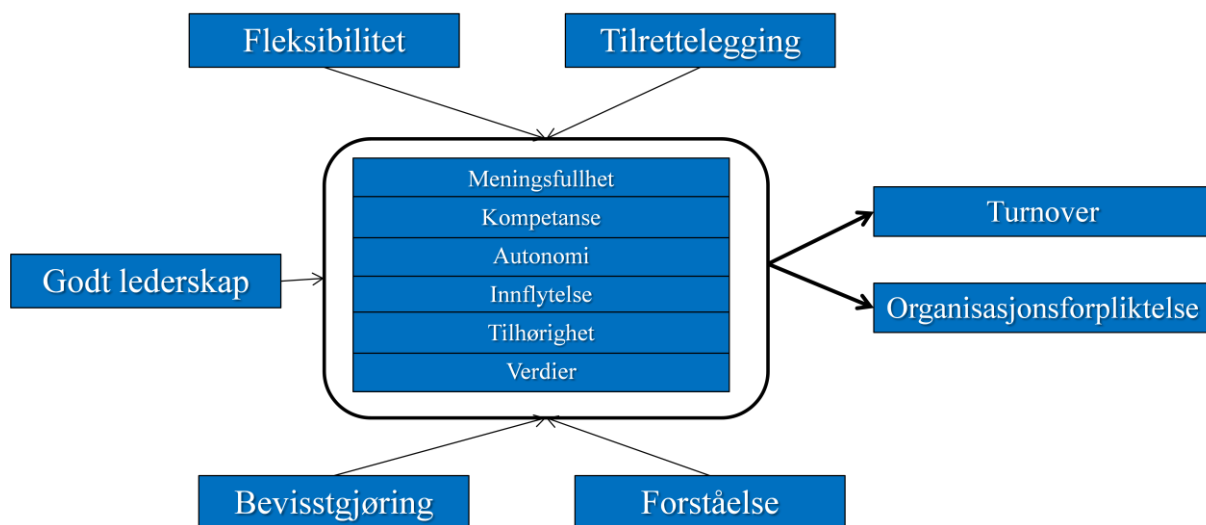 Fleksibilitet
Tilrettelegging
Meningsfullhet
Kompetanse
Autonomi
Innflytelse
Tilhørighet
Verdier
Godt lederskap
Turnover
Organisasjonsforpliktelse
Bevisstgjøring
Forståelse